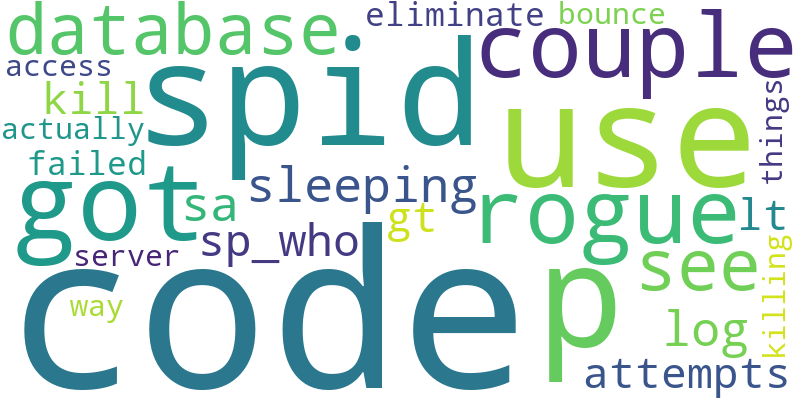 database
eliminate
bounce
couple
access
spid
kill
use
things
actually
failed
got
sa
sleeping
rogue
lt
gt
sp_who
server
see
killing
code
p
way
log
attempts